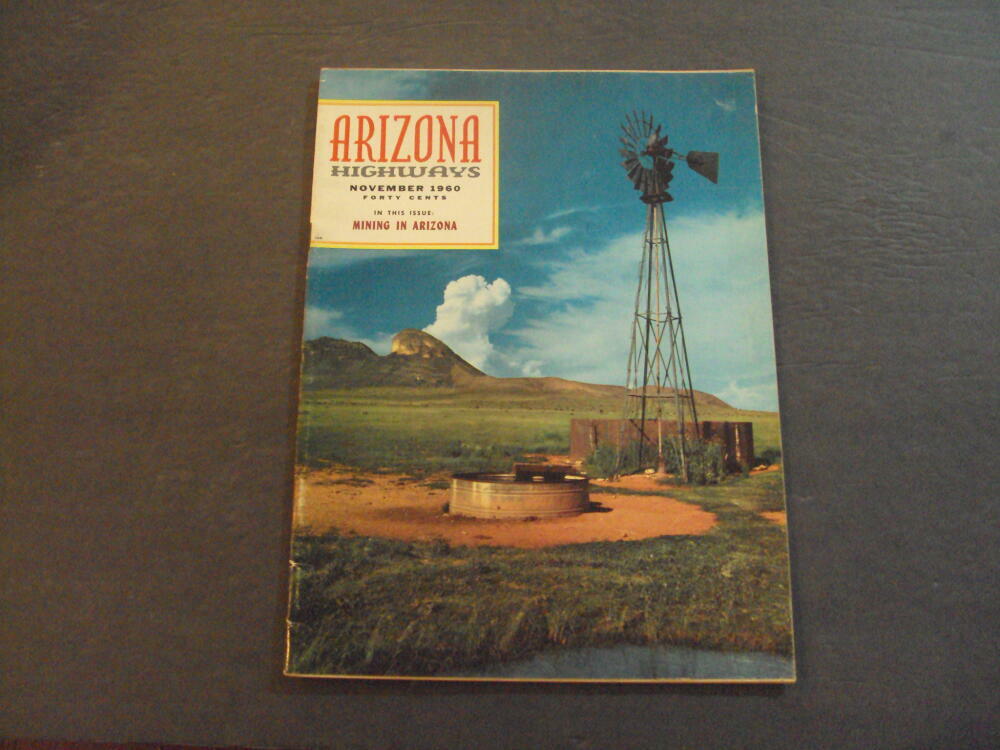 ARIZONA
HIGHWAYS
NOVEMBER 1960
FORTY CENTS
IN THIS ISSUE:
MINING IN ARIZONA